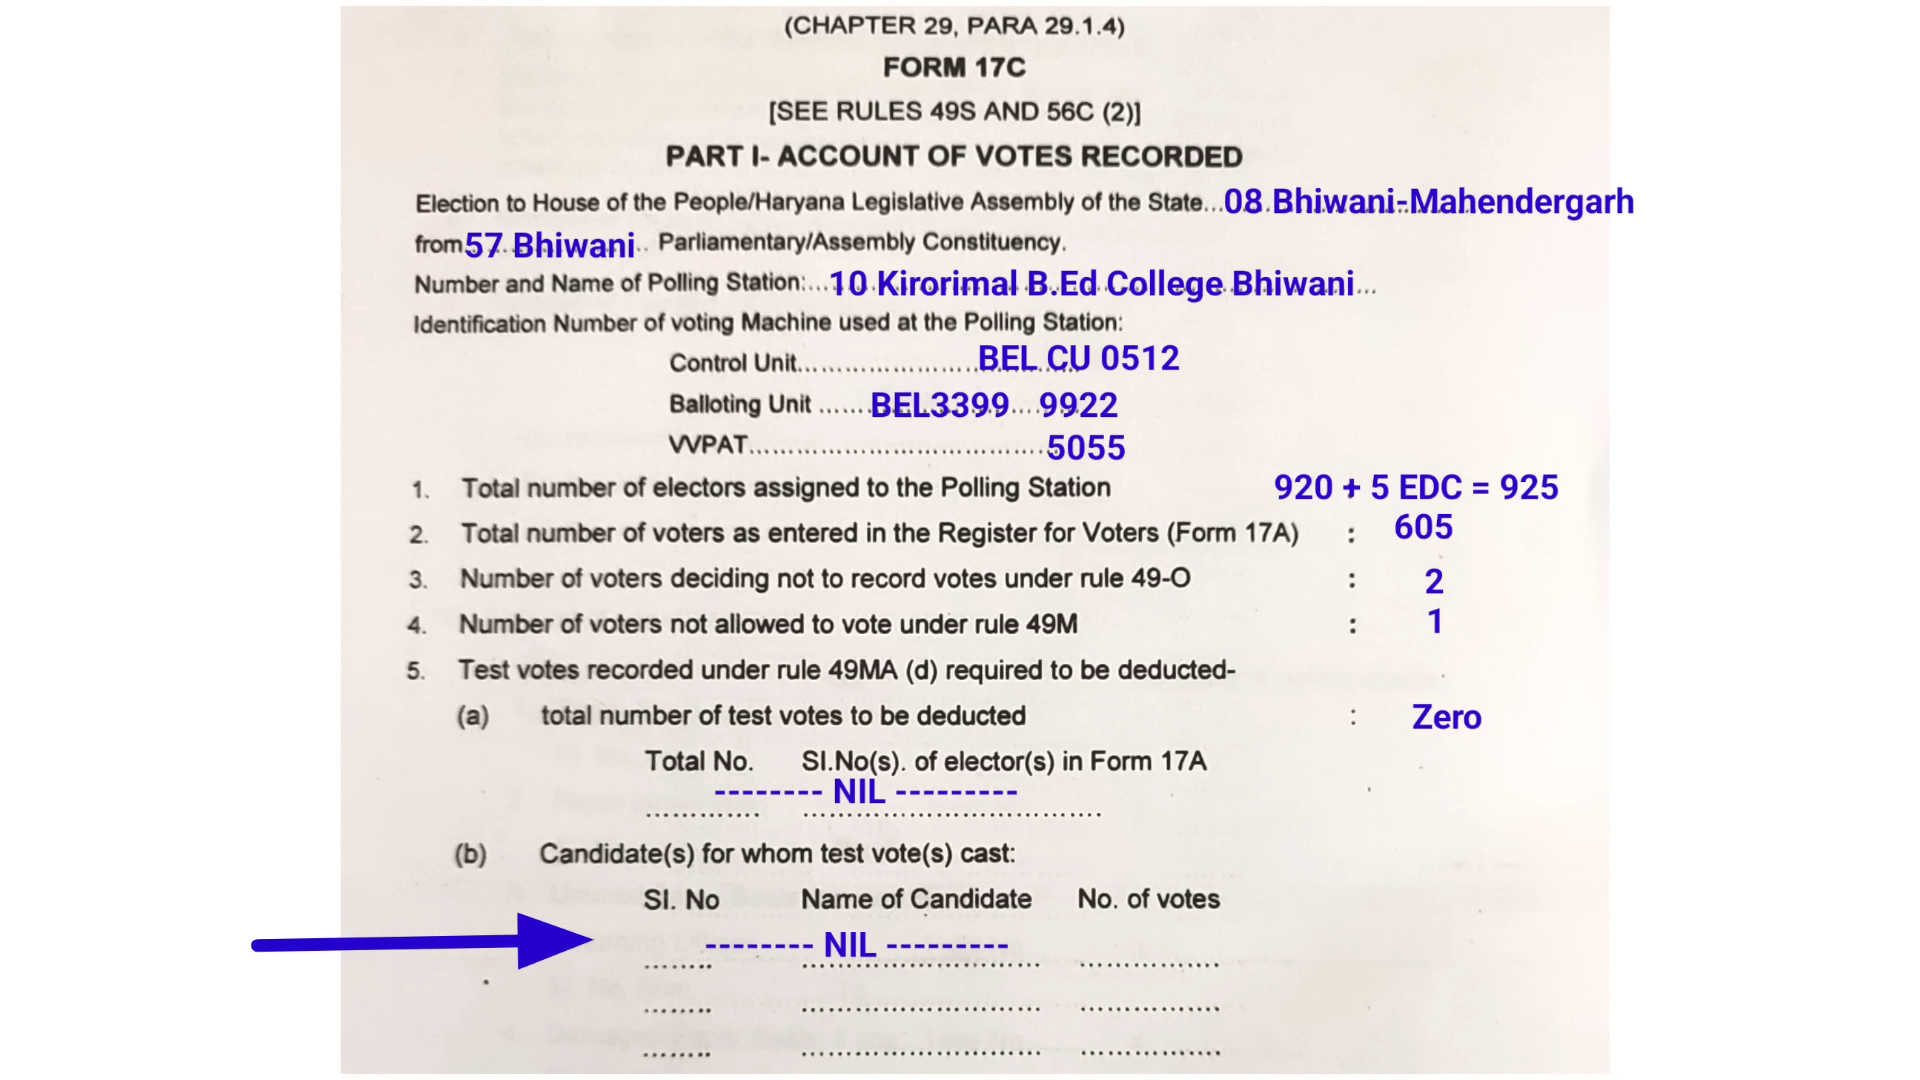 (CHAPTER 29, PARA 29.1.4)
FORM 17C
[SEE RULES 49S AND 56C (2)]
PART I- ACCOUNT OF VOTES RECORDED
Election to House of the People/Haryana Legislative Assembly of the State...08 Bhiwani-Mahendergarh
from 57 Bhiwani .. Parliamentary/Assembly Constituency.
Number and Name of Polling Station:...10 Kirorimal B.Ed College Bhiwani...
Identification Number of voting Machine used at the Polling Station:
Control Unit......................BEL CU 0512
Balloting Unit ......BEL3399...9922
VVPAT.....................................5055
1. Total number of electors assigned to the Polling Station 920 + 5 EDC = 925
2. Total number of voters as entered in the Register for Voters (Form 17A) : 605
3. Number of voters deciding not to record votes under rule 49-O : 2
4. Number of voters not allowed to vote under rule 49M : 1
5. Test votes recorded under rule 49MA (d) required to be deducted-
(a) total number of test votes to be deducted : Zero
Total No. SI.No(s). of elector(s) in Form 17A
-------- NIL ---------
(b) Candidate(s) for whom test vote(s) cast:
SI. No Name of Candidate No. of votes
-------- NIL ---------